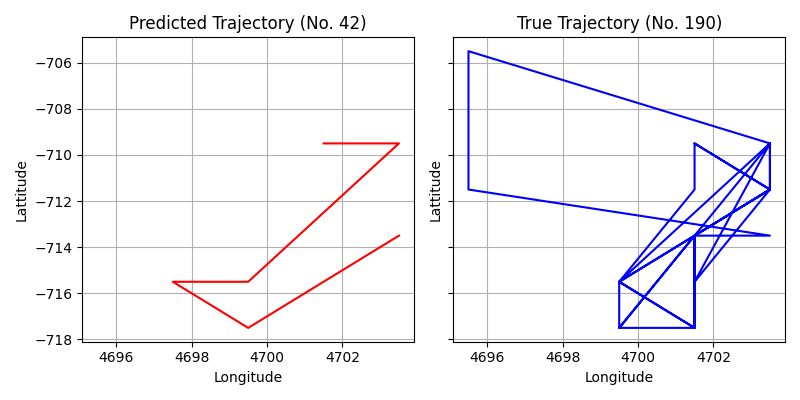 Predicted Trajectory (No. 42)
True Trajectory (No. 190)
−706
−708
−710
−712
−714
−716
−718
Lattitude
Lattitude
4696 4698 4700 4702
4696 4698 4700 4702
Longitude
Longitude